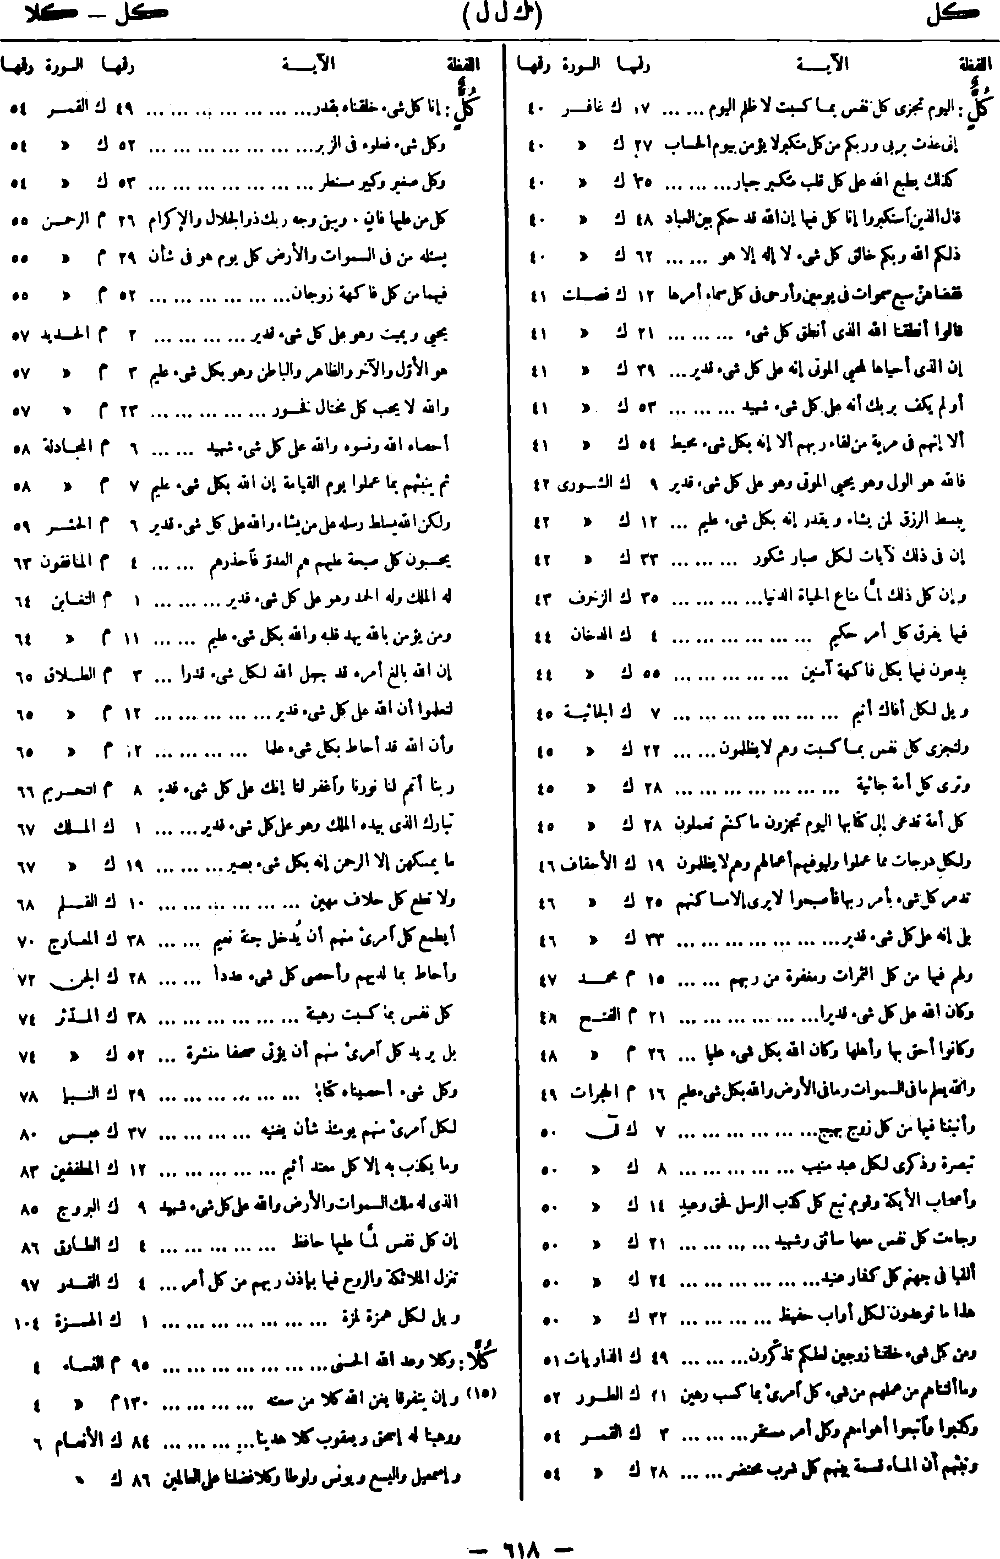 كل (ك ل ل) كل — كلا
اللفظة الآيـــة رقمها السورة رقمها
كُلٍّ : اليوم تجزى كل نفس بما كسبت لا ظلم اليوم ... ... ١٧ ك غافر ٤٠
إنى عذت بربى وربكم من كل متكبر لا يؤمن بيوم الحساب ٢٧ ك » ٤٠
كذلك يطبع الله على كل قلب متكبر جبار ... ... ... ٣٥ ك » ٤٠
قال الذين استكبروا إنا كل فيها إن الله قد حكم بين العباد ٤٨ ك » ٤٠
ذلكم الله ربكم خالق كل شىء لا إله إلا هو ... ... ٦٢ ك » ٤٠
فقضاهن سبع سموات فى يومين وأوحى فى كل سماء أمرها ١٢ ك فصلت ٤١
قالوا أنطقنا الله الذى أنطق كل شىء ... ... ... ٢١ ك » ٤١
إن الذى أحياها لمحيى الموتى إنه على كل شىء قدير ... ٣٩ ك » ٤١
أولم يكف بربك أنه على كل شىء شهيد ... ... ... ٥٣ ك » ٤١
ألا إنهم فى مرية من لقاء ربهم ألا إنه بكل شىء محيط ٥٤ ك » ٤١
فالله هو الولى وهو يحيى الموتى وهو على كل شىء قدير ٩ ك الشورى ٤٢
يبسط الرزق لمن يشاء ويقدر إنه بكل شىء عليم ... ١٢ ك » ٤٢
إن فى ذلك لآيات لكل صبار شكور ... ... ... ٣٣ ك » ٤٢
وإن كل ذلك لمّا متاع الحياة الدنيا... ... ... ... ٣٥ ك الزخرف ٤٣
فيها يفرق كل أمر حكيم ... ... ... ... ... ... ٤ ك الدخان ٤٤
يدعون فيها بكل فاكهة آمنين ... ... ... ... ... ٥٥ ك » ٤٤
ويل لكل أفاك أثيم ... ... ... ... ... ... ٧ ك الجاثية ٤٥
ولتجزى كل نفس بما كسبت وهم لا يظلمون... ... ... ٢٢ ك » ٤٥
وترى كل أمة جاثية ... ... ... ... ... ... ٢٨ ك » ٤٥
كل أمة تدعى إلى كتابها اليوم تجزون ما كنتم تعملون ٢٨ ك » ٤٥
ولكل درجات مما عملوا وليوفيهم أعمالهم وهم لا يظلمون ١٩ ك الأحقاف ٤٦
تدمر كل شىء بأمر ربها فأصبحوا لا يرى إلا مساكنهم ٢٥ ك » ٤٦
بلى إنه على كل شىء قدير... ... ... ... ... ... ٣٣ ك » ٤٦
ولهم فيها من كل الثمرات ومغفرة من ربهم ... ... ١٥ م محمد ٤٧
وكان الله على كل شىء قديرا... ... ... ... ... ... ٢١ م الفتح ٤٨
وكانوا أحق بها وأهلها وكان الله بكل شىء عليما ... ٢٦ م » ٤٨
والله يعلم ما فى السموات وما فى الأرض والله بكل شىء عليم ١٦ م الحجرات ٤٩
وأنبتنا فيها من كل زوج بهيج... ... ... ... ... ... ٧ ك قٓ ٥٠
تبصرة وذكرى لكل عبد منيب ... ... ... ... ... ٨ ك » ٥٠
وأصحاب الأيكة وقوم تبع كل كذب الرسل فحق وعيد ١٤ ك » ٥٠
وجاءت كل نفس معها سائق وشهيد ... ... ... ... ٢١ ك » ٥٠
ألقيا فى جهنم كل كفار عنيد... ... ... ... ... ٢٤ ك » ٥٠
هذا ما توعدون لكل أواب حفيظ ... ... ... ... ٣٢ ك » ٥٠
ومن كل شىء خلقنا زوجين لعلكم تذكّرون... ... ... ٤٩ ك الذاريات ٥١
وما ألتناهم من عملهم من شىء كل امرئ بما كسب رهين ٢١ ك الطور ٥٢
وكذبوا واتبعوا أهواءهم وكل أمر مستقر... ... ... ٣ ك القمر ٥٤
ونبئهم أن الماء قسمة بينهم كل شرب محتضر ... ... ٢٨ ك » ٥٤
اللفظة الآيـــة رقمها السورة رقمها
كُلٍّ : إنا كل شىء خلقناه بقدر... ... ... ... ... ... ٤٩ ك القمر ٥٤
وكل شىء فعلوه فى الزبر... ... ... ... ... ... ٥٢ ك » ٥٤
وكل صغير وكبير مستطر ... ... ... ... ... ... ٥٣ ك » ٥٤
كل من عليها فان ٠ ويبقى وجه ربك ذو الجلال والإكرام ٢٦ م الرحمن ٥٥
يسئله من فى السموات والأرض كل يوم هو فى شأن ٢٩ م » ٥٥
فيهما من كل فاكهة زوجان... ... ... ... ... ... ٥٢ م » ٥٥
يحيى ويميت وهو على كل شىء قدير ... ... ... ... ٢ م الحديد ٥٧
هو الأوّل والآخر والظاهر والباطن وهو بكل شىء عليم ٣ م » ٥٧
والله لا يحب كل مختال فخور ... ... ... ... ... ٢٣ م » ٥٧
أحصاه الله ونسوه والله على كل شىء شهيد ... ... ٦ م المجادلة ٥٨
ثم ينبئهم بما عملوا يوم القيامة إن الله بكل شىء عليم ٧ م » ٥٨
ولكن الله يسلط رسله على من يشاء والله على كل شىء قدير ٦ م الحشر ٥٩
يحسبون كل صيحة عليهم هم العدوّ فاحذرهم ... ... ٤ م المنافقون ٦٣
له الملك وله الحمد وهو على كل شىء قدير ... ... ... ١ م التغابن ٦٤
ومن يؤمن بالله يهد قلبه والله بكل شىء عليم ... ... ١١ م » ٦٤
إن الله بالغ أمره قد جعل الله لكل شىء قدرا ... ٣ م الطلاق ٦٥
لتعلموا أن الله على كل شىء قدير... ... ... ... ... ١٢ م » ٦٥
وأن الله قد أحاط بكل شىء علما ... ... ... ... ١٢ م » ٦٥
ربنا أتمم لنا نورنا واغفر لنا إنك على كل شىء قدير ٨ م التحريم ٦٦
تبارك الذى بيده الملك وهو على كل شىء قدير... ... ... ١ ك الملك ٦٧
ما يمسكهن إلا الرحمن إنه بكل شىء بصير... ... ... ١٩ ك » ٦٧
ولا تطع كل حلاف مهين ... ... ... ... ... ... ١٠ ك القلم ٦٨
أيطمع كل امرئ منهم أن يُدخل جنة نعيم ... ... ٣٨ ك المعارج ٧٠
وأحاط بما لديهم وأحصى كل شىء عددا ... ... ... ٢٨ ك الجن ٧٢
كل نفس بما كسبت رهينة ... ... ... ... ... ... ٣٨ ك المدّثر ٧٤
بل يريد كل امرئ منهم أن يؤتى صحفا منشرة ... ٥٢ ك » ٧٤
وكل شىء أحصيناه كتابا ... ... ... ... ... ... ٢٩ ك النبإ ٧٨
لكل امرئ منهم يومئذ شأن يغنيه ... ... ... ... ٣٧ ك عبس ٨٠
وما يكذب به إلا كل معتد أثيم ... ... ... ... ... ١٢ ك المطففين ٨٣
الذى له ملك السموات والأرض والله على كل شىء شهيد ٩ ك البروج ٨٥
إن كل نفس لمّا عليها حافظ ... ... ... ... ... ٤ ك الطارق ٨٦
تنزل الملائكة والروح فيها بإذن ربهم من كل أمر... ... ٤ ك القدر ٩٧
ويل لكل همزة لمزة ... ... ... ... ... ... ... ١ ك الهمزة ١٠٤
كُلًّا : وكلا وعد الله الحسنى... ... ... ... ... ... ٩٥ م النساء ٤
(١٥) وإن يتفرقا يغن الله كلا من سعته ... ... ... ... ١٣٠ م » ٤
ووهبنا له إسحق ويعقوب كلا هدينا... ... ... ... ٨٤ ك الأنعام ٦
وإسمعيل واليسع ويونس ولوطا وكلا فضلنا على العالمين ٨٦ ك »
— ٦١٨ —